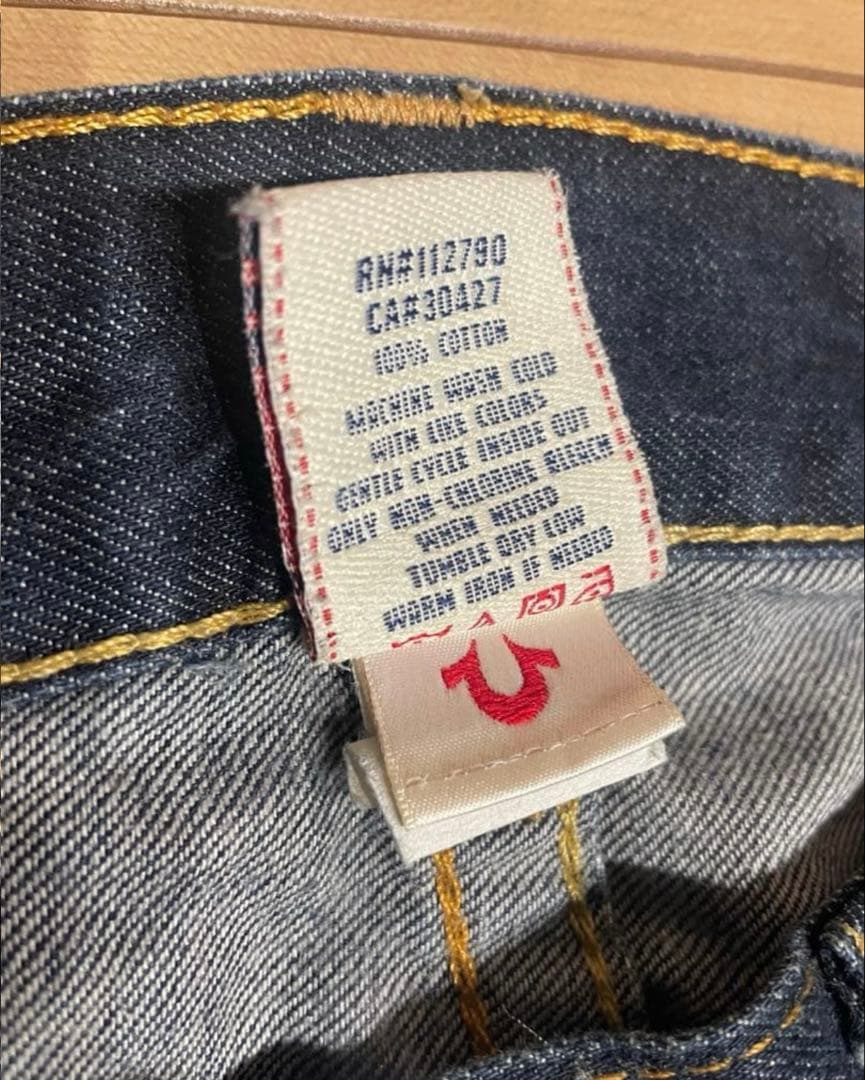 RN#112790
CA#30427
100% COTTON
MACHINE WASH COLD
WITH LIKE COLORS
GENTLE CYCLE INSIDE OUT
ONLY NON-CHLORINE BLEACH
WHEN NEEDED
TUMBLE DRY LOW
WARM IRON IF NEEDED